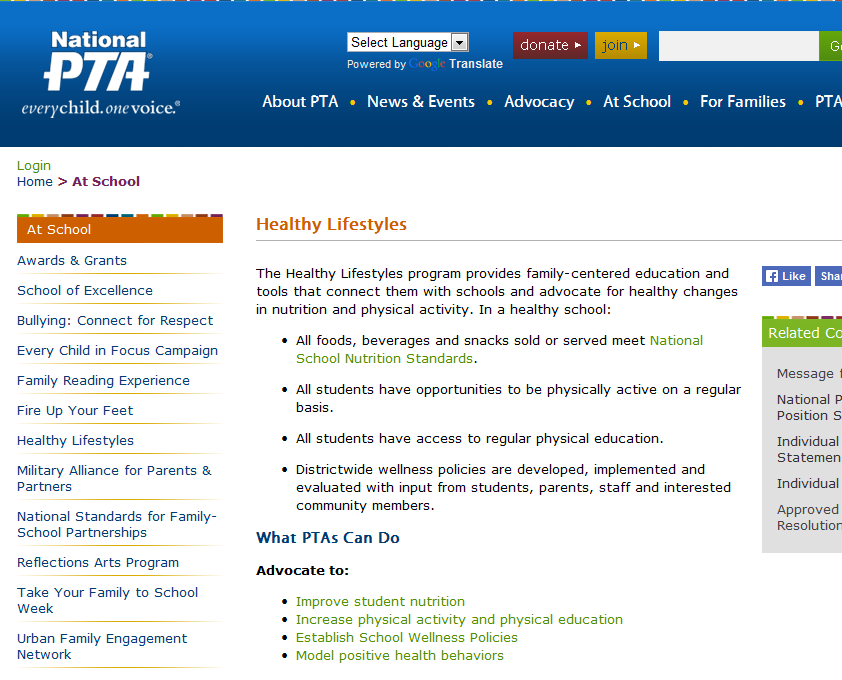 National
PTA®
everychild.onevoice.®
Select Language
Powered by Google Translate
donate
join
About PTA • News & Events • Advocacy • At School • For Families • PTA
Login
Home > At School
At School
Awards & Grants
School of Excellence
Bullying: Connect for Respect
Every Child in Focus Campaign
Family Reading Experience
Fire Up Your Feet
Healthy Lifestyles
Military Alliance for Parents &
Partners
National Standards for Family-
School Partnerships
Reflections Arts Program
Take Your Family to School
Week
Urban Family Engagement
Network
Healthy Lifestyles
The Healthy Lifestyles program provides family-centered education and
tools that connect them with schools and advocate for healthy changes
in nutrition and physical activity. In a healthy school:
• All foods, beverages and snacks sold or served meet National
School Nutrition Standards.
• All students have opportunities to be physically active on a regular
basis.
• All students have access to regular physical education.
• Districtwide wellness policies are developed, implemented and
evaluated with input from students, parents, staff and interested
community members.
What PTAs Can Do
Advocate to:
• Improve student nutrition
• Increase physical activity and physical education
• Establish School Wellness Policies
• Model positive health behaviors
Like
Related
Message
National
Position
Individual
Individual
Approved